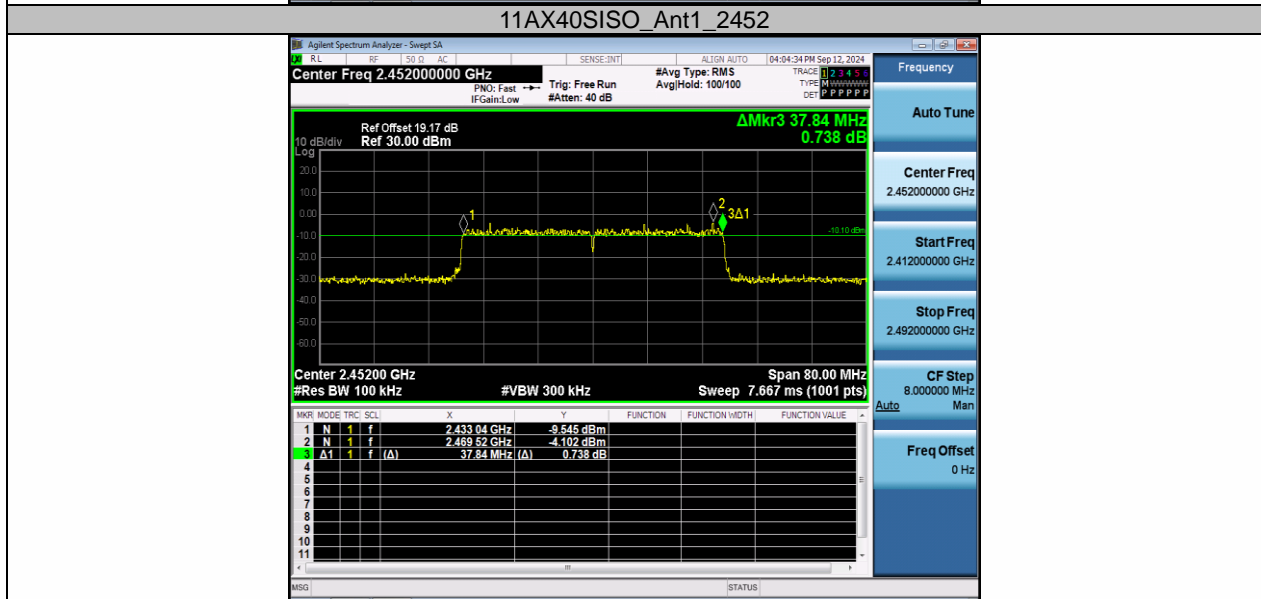 11AX40SISO_Ant1_2452
Agilent Spectrum Analyzer - Swept SA
RL RF 50 Ω AC SENSE:INT ALIGN AUTO 04:04:34 PM Sep 12, 2024
Center Freq 2.452000000 GHz
PNO: Fast
IFGain:Low
Trig: Free Run
#Atten: 40 dB
#Avg Type: RMS
Avg|Hold: 100/100
TRACE 1 2 3 4 5 6
TYPE M WWWWW
DET P P P P P P
Frequency
Auto Tune
Center Freq
2.452000000 GHz
Start Freq
2.412000000 GHz
Stop Freq
2.492000000 GHz
CF Step
8.000000 MHz
Auto Man
Freq Offset
0 Hz
ΔMkr3 37.84 MHz
0.738 dB
Ref Offset 19.17 dB
10 dB/div Ref 30.00 dBm
Log
20.0
10.0
0.00
-10.0
-20.0
-30.0
-40.0
-50.0
-60.0
1
2
3Δ1
-10.10 dBm
Center 2.45200 GHz Span 80.00 MHz
#Res BW 100 kHz #VBW 300 kHz Sweep 7.667 ms (1001 pts)
MKR MODE TRC SCL X Y FUNCTION FUNCTION WIDTH FUNCTION VALUE
1 N 1 f 2.433 04 GHz -9.545 dBm
2 N 1 f 2.469 52 GHz -4.102 dBm
3 Δ1 1 f (Δ) 37.84 MHz (Δ) 0.738 dB
4
5
6
7
8
9
10
11
MSG STATUS